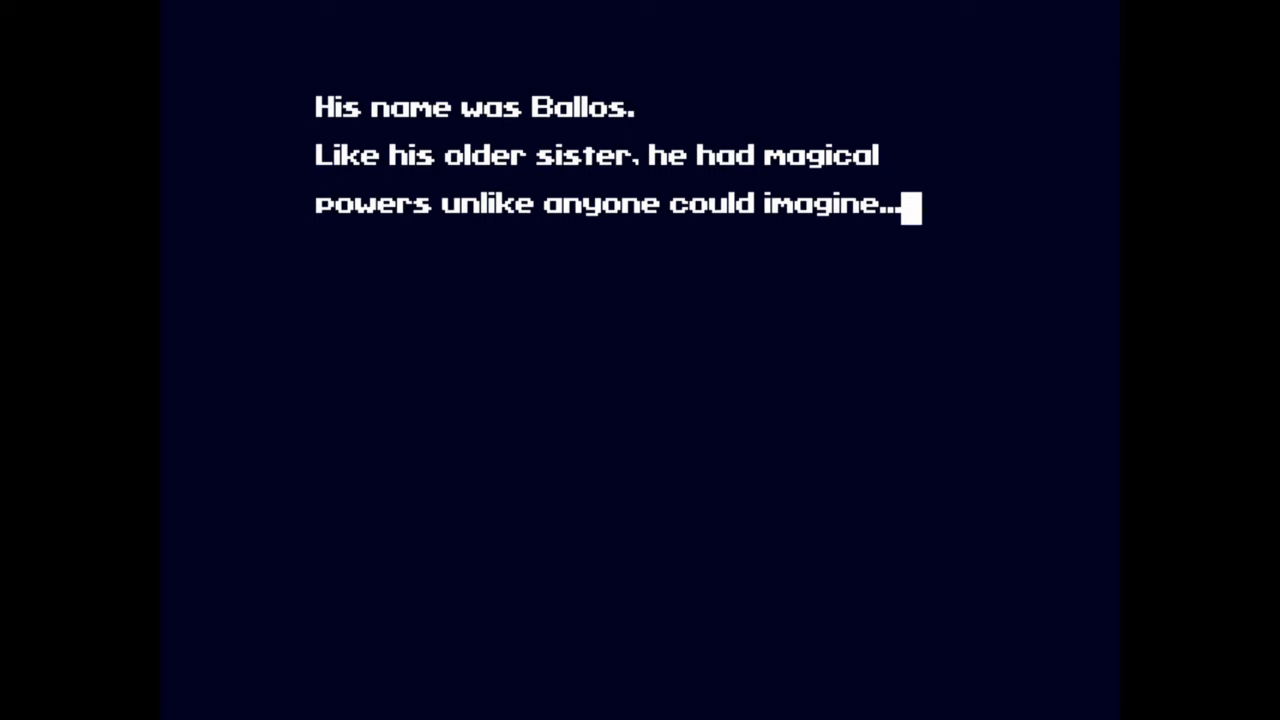 His name was Ballos.
Like his older sister, he had magical
powers unlike anyone could imagine...